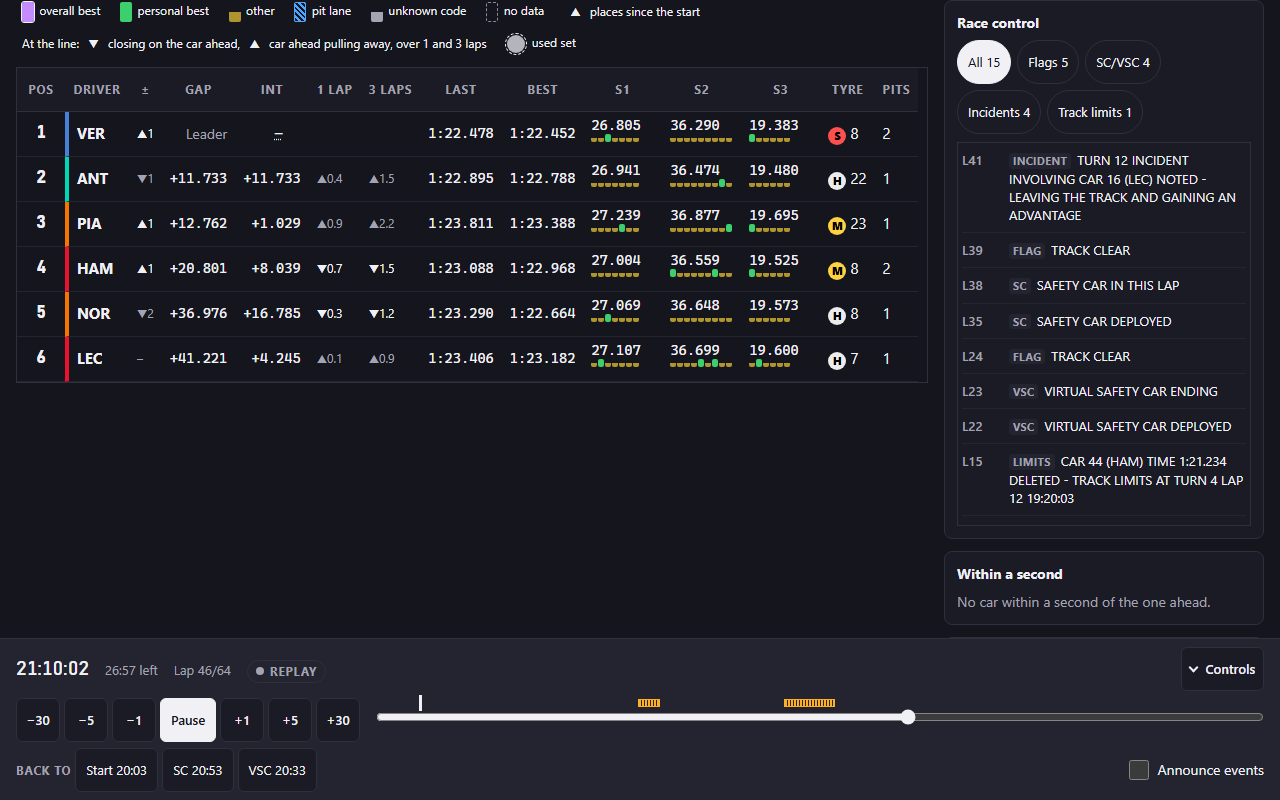 overall best personal best other pit lane unknown code no data ▲ places since the start
At the line: ▼ closing on the car ahead, ▲ car ahead pulling away, over 1 and 3 laps used set
POS DRIVER ± GAP INT 1 LAP 3 LAPS LAST BEST S1 S2 S3 TYRE PITS
1 VER ▲1 Leader – 1:22.478 1:22.452 26.805 36.290 19.383 S 8 2
2 ANT ▼1 +11.733 +11.733 ▲0.4 ▲1.5 1:22.895 1:22.788 26.941 36.474 19.480 H 22 1
3 PIA ▲1 +12.762 +1.029 ▲0.9 ▲2.2 1:23.811 1:23.388 27.239 36.877 19.695 M 23 1
4 HAM ▲1 +20.801 +8.039 ▼0.7 ▼1.5 1:23.088 1:22.968 27.004 36.559 19.525 M 8 2
5 NOR ▼2 +36.976 +16.785 ▼0.3 ▼1.2 1:23.290 1:22.664 27.069 36.648 19.573 H 8 1
6 LEC – +41.221 +4.245 ▲0.1 ▲0.9 1:23.406 1:23.182 27.107 36.699 19.600 H 7 1
Race control
All 15 Flags 5 SC/VSC 4
Incidents 4 Track limits 1
L41 INCIDENT TURN 12 INCIDENT
INVOLVING CAR 16 (LEC) NOTED -
LEAVING THE TRACK AND GAINING AN
ADVANTAGE
L39 FLAG TRACK CLEAR
L38 SC SAFETY CAR IN THIS LAP
L35 SC SAFETY CAR DEPLOYED
L24 FLAG TRACK CLEAR
L23 VSC VIRTUAL SAFETY CAR ENDING
L22 VSC VIRTUAL SAFETY CAR DEPLOYED
L15 LIMITS CAR 44 (HAM) TIME 1:21.234
DELETED - TRACK LIMITS AT TURN 4 LAP
12 19:20:03
Within a second
No car within a second of the one ahead.
21:10:02 26:57 left Lap 46/64 REPLAY Controls
−30 −5 −1 Pause +1 +5 +30
BACK TO Start 20:03 SC 20:53 VSC 20:33 Announce events